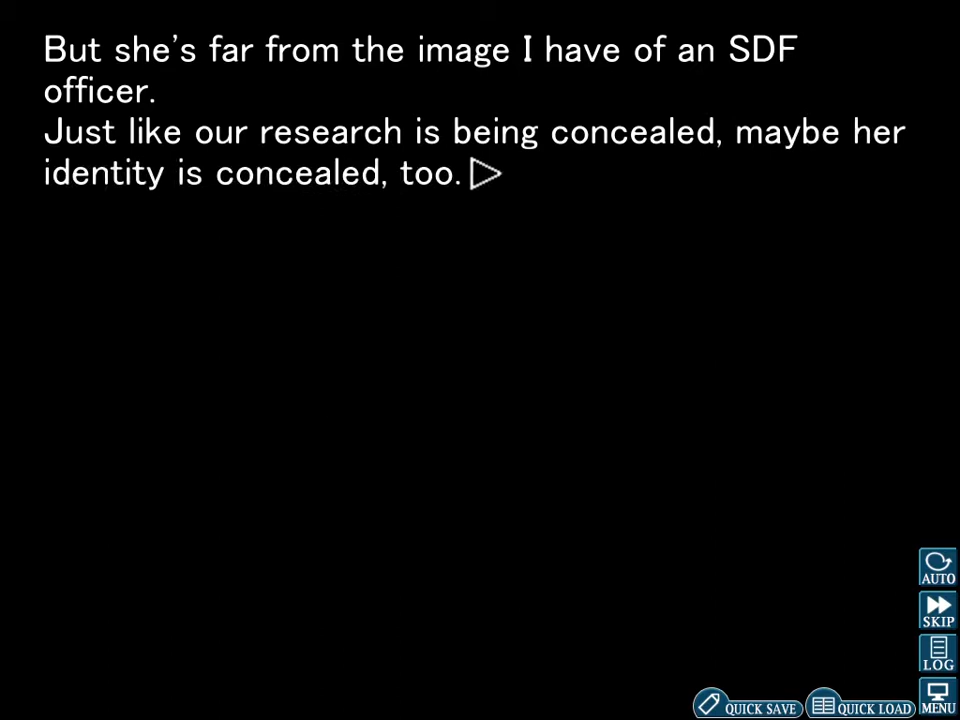 But she's far from the image I have of an SDF
officer.
Just like our research is being concealed, maybe her
identity is concealed, too.
AUTO
SKIP
LOG
QUICK SAVE
QUICK LOAD
MENU